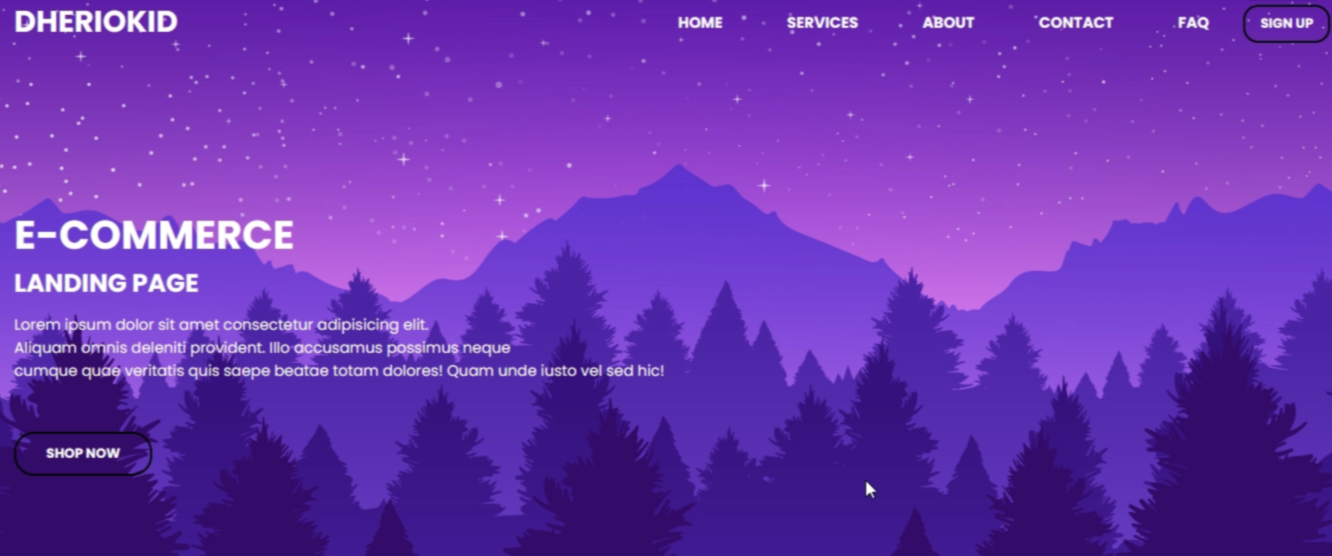 DHERIOKID
HOME SERVICES ABOUT CONTACT FAQ SIGN UP
E-COMMERCE
LANDING PAGE
Lorem ipsum dolor sit amet consectetur adipisicing elit.
Aliquam omnis deleniti provident. Illo accusamus possimus neque
cumque quae veritatis quis saepe beatae totam dolores! Quam unde iusto vel sed hic!
SHOP NOW